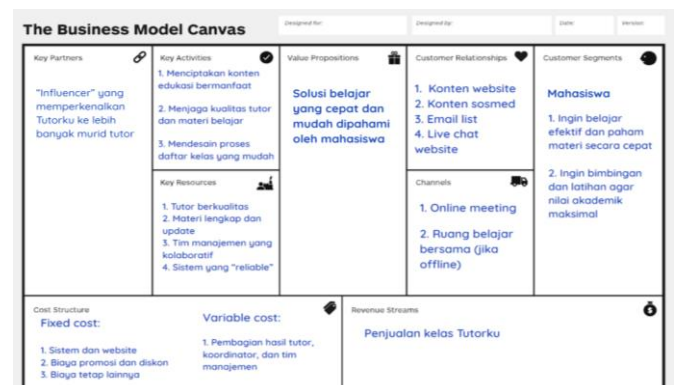 The Business Model Canvas
Designed for:
Designed by:
Date:
Version:
Key Partners
"Influencer" yang
memperkenalkan
Tutorku ke lebih
banyak murid tutor
Key Activities
1. Menciptakan konten
edukasi bermanfaat
2. Menjaga kualitas tutor
dan materi belajar
3. Mendesain proses
daftar kelas yang mudah
Key Resources
1. Tutor berkualitas
2. Materi lengkap dan
update
3. Tim manajemen yang
kolaboratif
4. Sistem yang "reliable"
Value Propositions
Solusi belajar
yang cepat dan
mudah dipahami
oleh mahasiswa
Customer Relationships
1. Konten website
2. Konten sosmed
3. Email list
4. Live chat
website
Channels
1. Online meeting
2. Ruang belajar
bersama (jika
offline)
Customer Segments
Mahasiswa
1. Ingin belajar
efektif dan paham
materi secara cepat
2. Ingin bimbingan
dan latihan agar
nilai akademik
maksimal
Cost Structure
Fixed cost:
1. Sistem dan website
2. Biaya promosi dan diskon
3. Biaya tetap lainnya
Variable cost:
1. Pembagian hasil tutor,
koordinator, dan tim
manajemen
Revenue Streams
Penjualan kelas Tutorku